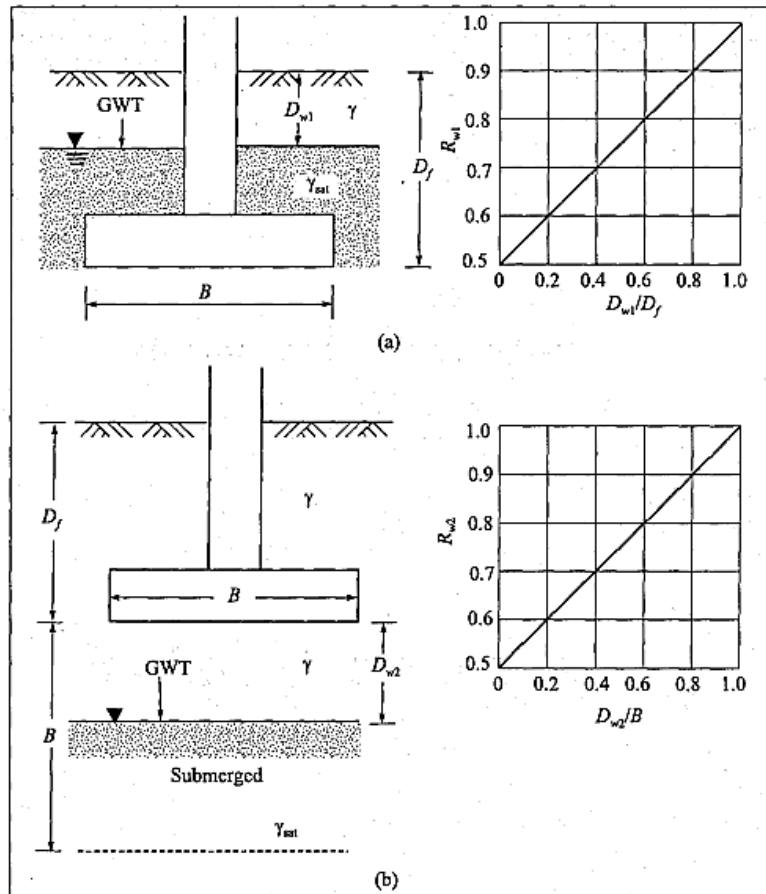 GWT
D_w1
γ
γ_sat
D_f
B
R_w1
1.0
0.9
0.8
0.7
0.6
0.5
0 0.2 0.4 0.6 0.8 1.0
D_w1/D_f
(a)
D_f
γ
B
GWT
γ
D_w2
B
Submerged
γ_sat
R_w2
1.0
0.9
0.8
0.7
0.6
0.5
0 0.2 0.4 0.6 0.8 1.0
D_w2/B
(b)